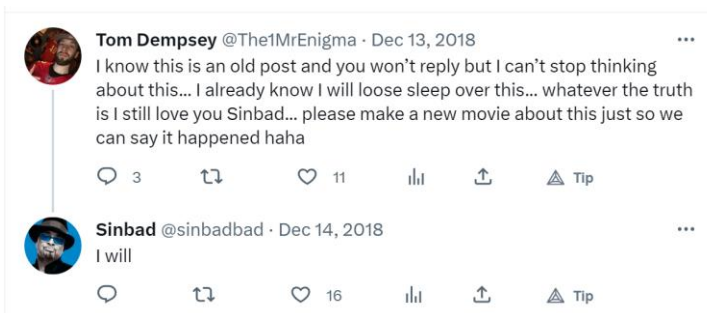 Tom Dempsey @The1MrEnigma · Dec 13, 2018
I know this is an old post and you won't reply but I can't stop thinking
about this... I already know I will loose sleep over this... whatever the truth
is I still love you Sinbad... please make a new movie about this just so we
can say it happened haha
3 11 Tip
Sinbad @sinbadbad · Dec 14, 2018
I will
16 Tip